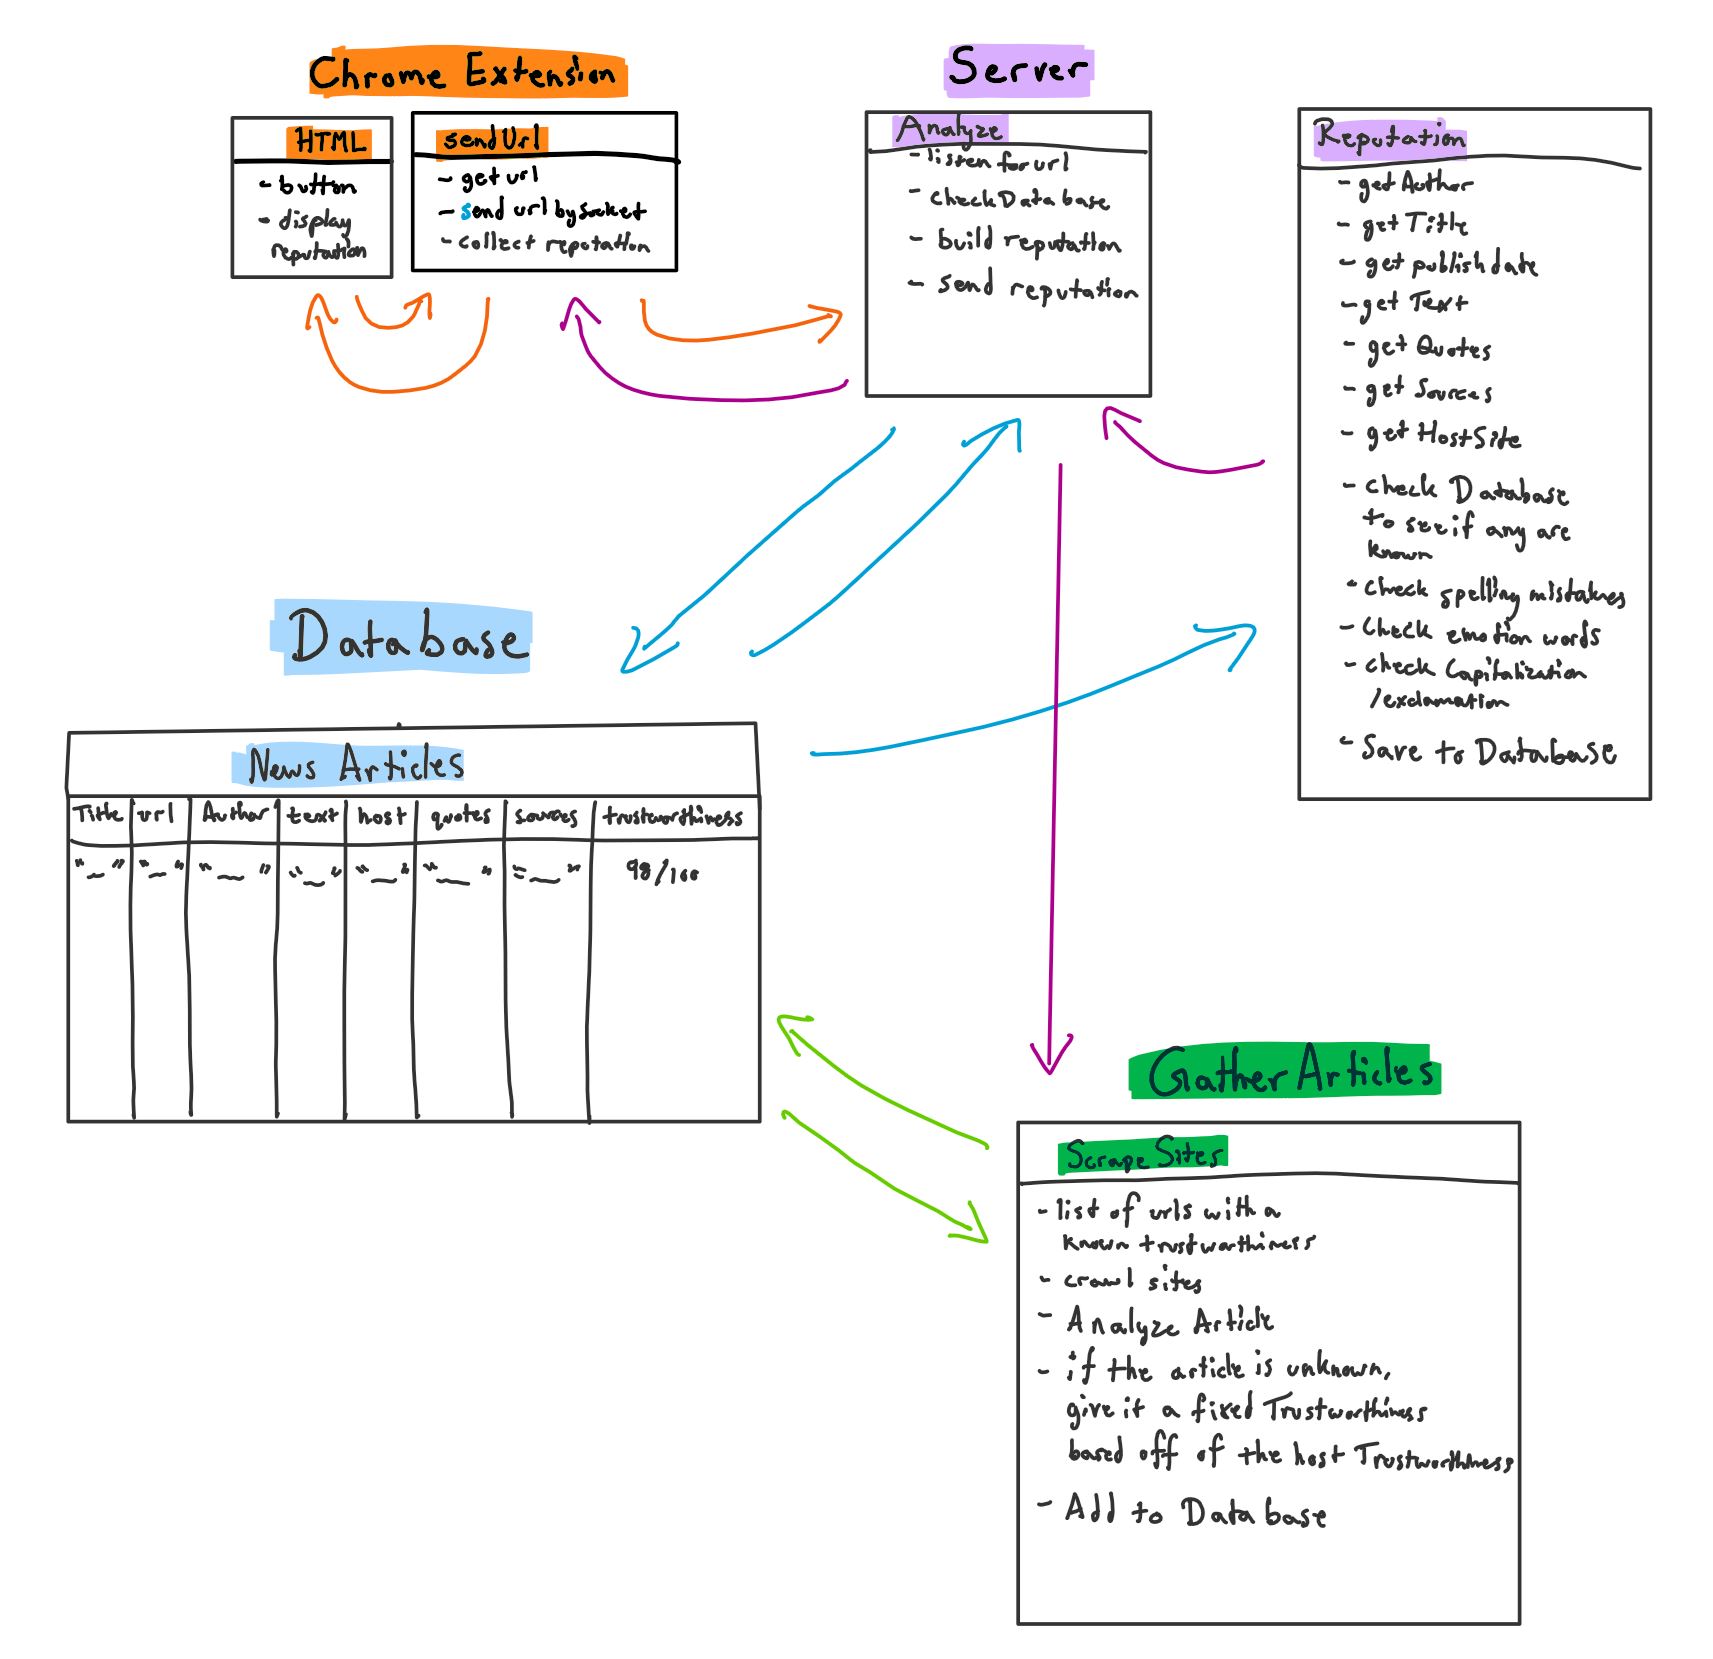 Chrome Extension
HTML
- button
- display
reputation
sendUrl
- get url
- send url by socket
- collect reputation
Server
Analyze
- listen for url
- check Database
- build reputation
- send reputation
Reputation
- get Author
- get Title
- get publish date
- get Text
- get Quotes
- get Sources
- get HostSite
- check Database
to see if any are
known
- check spelling mistakes
- check emotion words
- check Capitalization
/exclamation
- Save to Database
Database
News Articles
Title url Author text host quotes sources trustworthiness
"_" "_" "_" "_" "_" "_" "_" 98/100
Gather Articles
Scrape Sites
- list of urls with a
known trustworthiness
- crawl sites
- Analyze Article
- if the article is unknown,
give it a fixed Trustworthiness
based off of the host Trustworthiness
- Add to Database